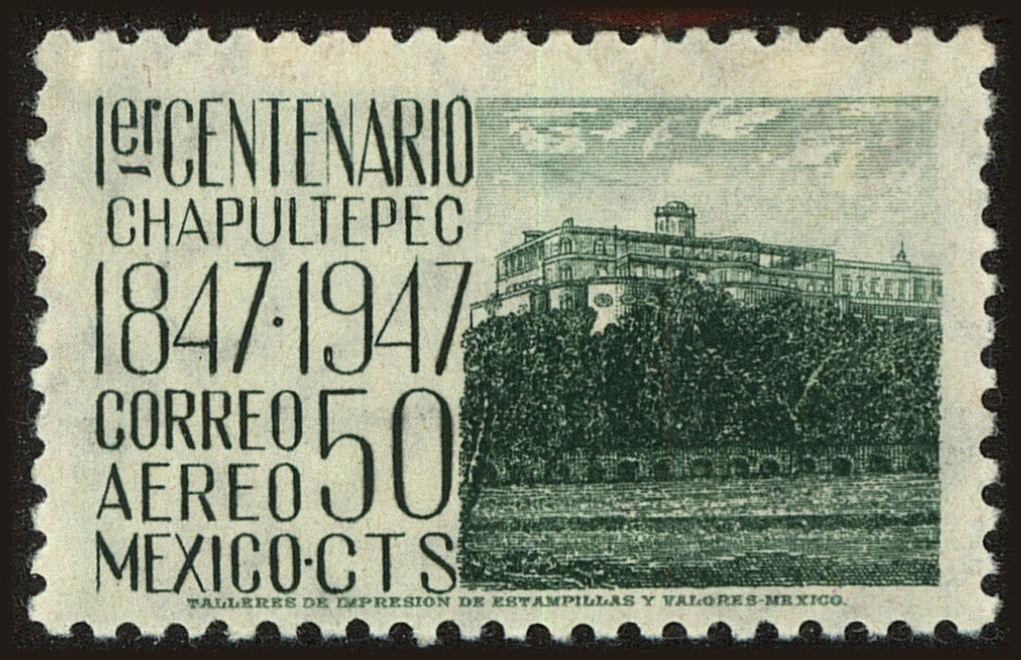 1er CENTENARIO
CHAPULTEPEC
1847·1947
CORREO
AEREO 50
MEXICO·CTS
TALLERES DE IMPRESION DE ESTAMPILLAS Y VALORES-MEXICO.